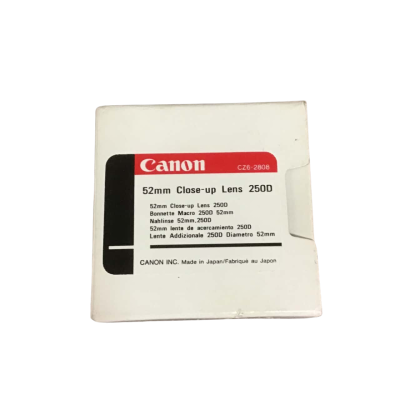 Canon CZ6-2808
52mm Close-up Lens 250D
52mm Close-up Lens 250D
Bonnette Macro 250D 52mm
Nahlinse 52mm,250D
52mm lente de acercamiento 250D
Lente Addizionale 250D Diametro 52mm
CANON INC. Made in Japan/Fabriqué au Japon